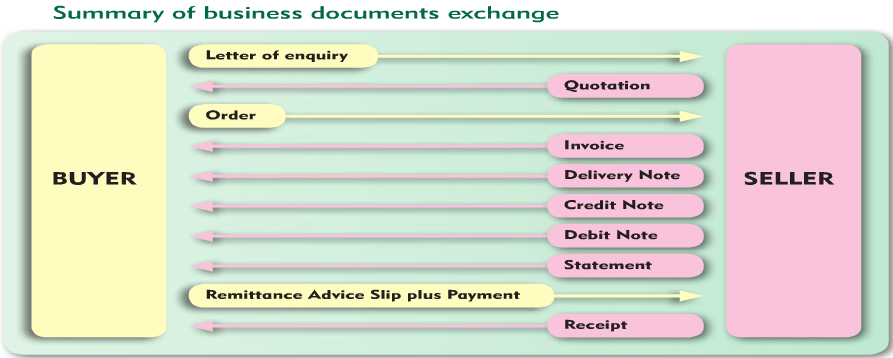 Summary of business documents exchange
Letter of enquiry
Quotation
Order
Invoice
BUYER
Delivery Note
SELLER
Credit Note
Debit Note
Statement
Remittance Advice Slip plus Payment
Receipt